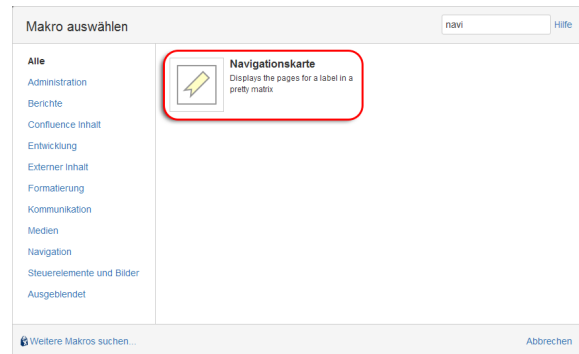 Makro auswählen
navi
Hilfe
Alle
Administration
Berichte
Confluence Inhalt
Entwicklung
Externer Inhalt
Formatierung
Kommunikation
Medien
Navigation
Steuerelemente und Bilder
Ausgeblendet
Navigationskarte
Displays the pages for a label in a
pretty matrix
Weitere Makros suchen...
Abbrechen